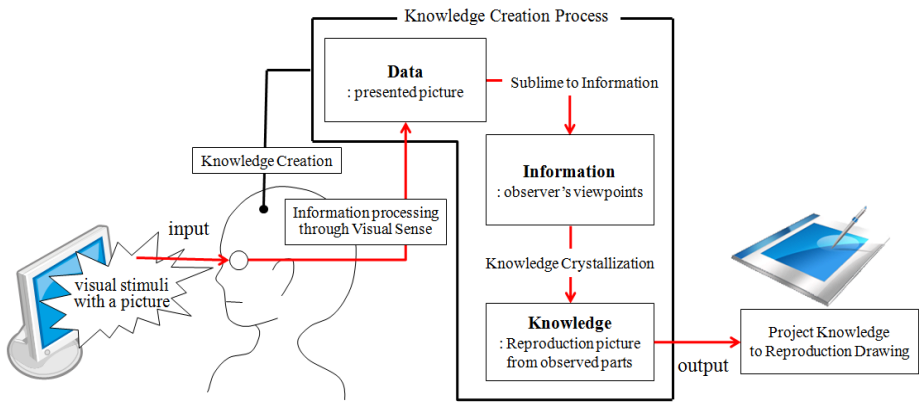 Knowledge Creation Process
Data
: presented picture
Sublime to Information
Knowledge Creation
Information
: observer's viewpoints
input
Information processing
through Visual Sense
visual stimuli
with a picture
Knowledge Crystallization
Knowledge
: Reproduction picture
from observed parts
output
Project Knowledge
to Reproduction Drawing